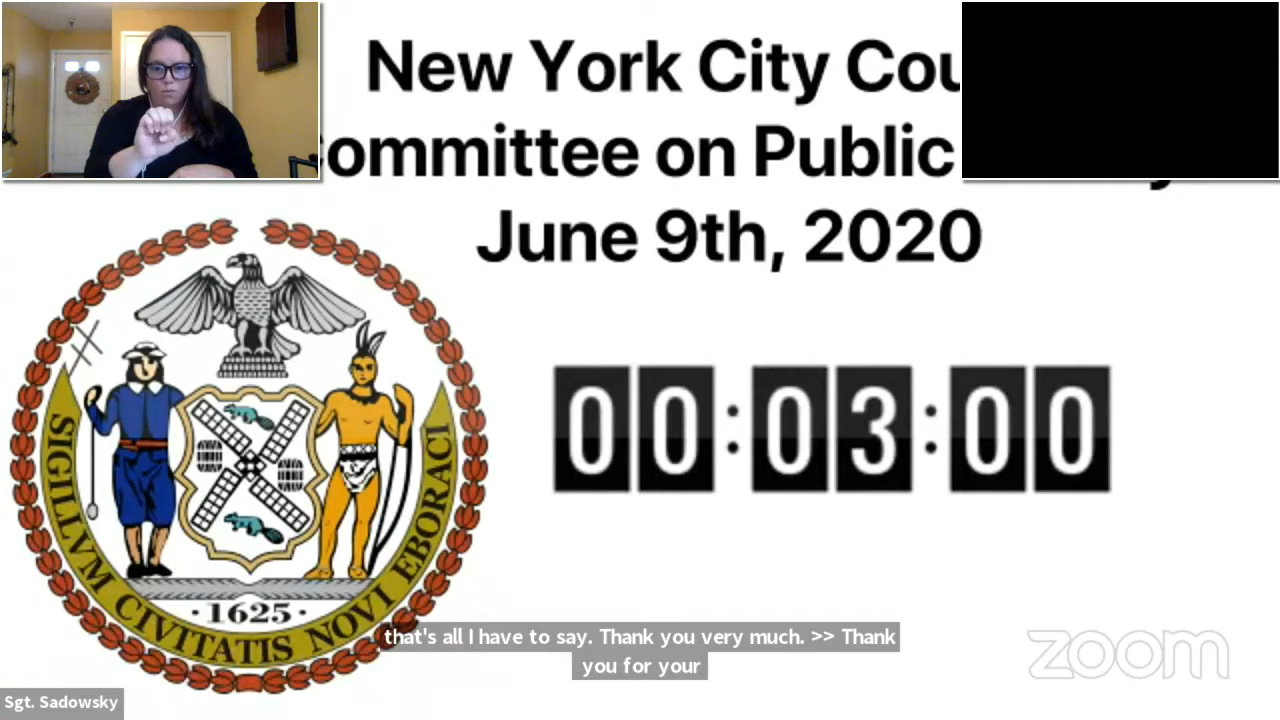 New York City Cou
ommittee on Public
June 9th, 2020
00:03:00
SIGILLVM CIVITATIS NOVI EBORACI
·1625·
that's all I have to say. Thank you very much. >> Thank
you for your
zoom
Sgt. Sadowsky